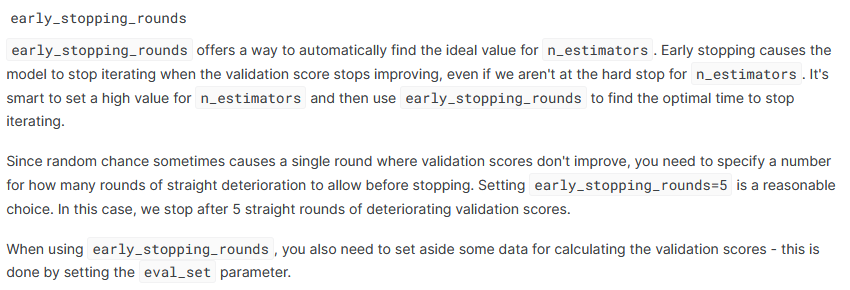 early_stopping_rounds
early_stopping_rounds offers a way to automatically find the ideal value for n_estimators. Early stopping causes the
model to stop iterating when the validation score stops improving, even if we aren't at the hard stop for n_estimators. It's
smart to set a high value for n_estimators and then use early_stopping_rounds to find the optimal time to stop
iterating.
Since random chance sometimes causes a single round where validation scores don't improve, you need to specify a number
for how many rounds of straight deterioration to allow before stopping. Setting early_stopping_rounds=5 is a reasonable
choice. In this case, we stop after 5 straight rounds of deteriorating validation scores.
When using early_stopping_rounds, you also need to set aside some data for calculating the validation scores - this is
done by setting the eval_set parameter.